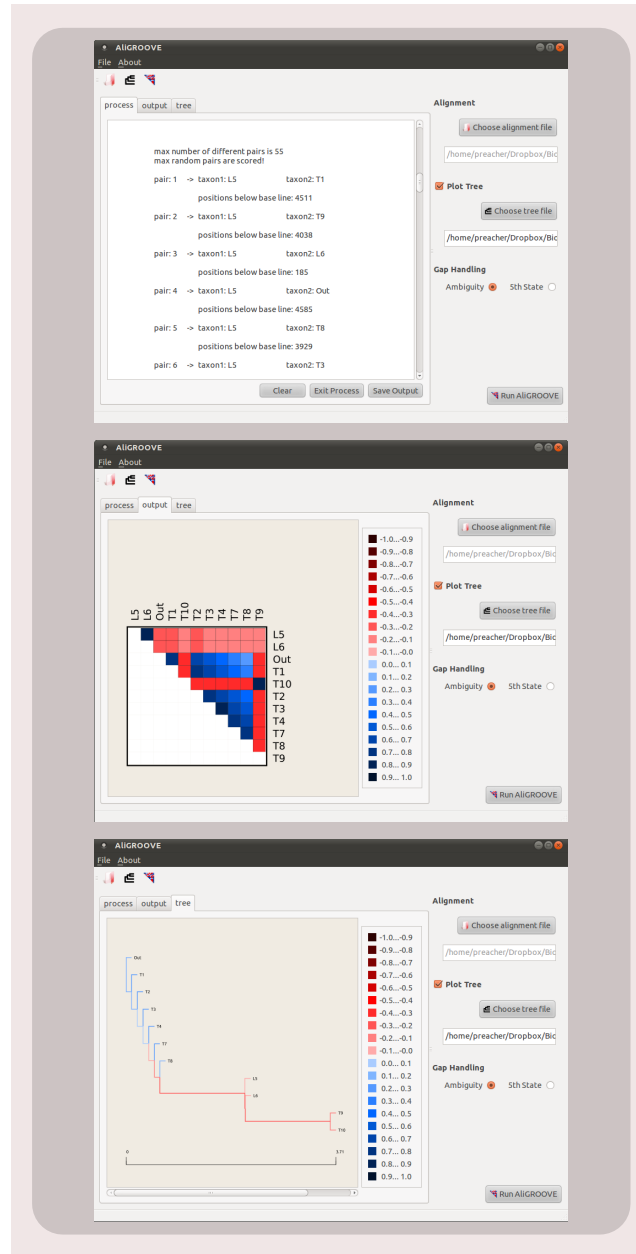 AliGROOVE
File About
process output tree
Alignment
Choose alignment file
max number of different pairs is 55
/home/preacher/Dropbox/Bio
max random pairs are scored!
pair: 1 -> taxon1: L5 taxon2: T1
Plot Tree
positions below base line: 4511
Choose tree file
pair: 2 -> taxon1: L5 taxon2: T9
positions below base line: 4038
/home/preacher/Dropbox/Bio
pair: 3 -> taxon1: L5 taxon2: L6
Gap Handling
positions below base line: 185
Ambiguity 5th State
pair: 4 -> taxon1: L5 taxon2: Out
positions below base line: 4585
pair: 5 -> taxon1: L5 taxon2: T8
positions below base line: 3929
pair: 6 -> taxon1: L5 taxon2: T3
Clear Exit Process Save Output
Run AliGROOVE
AliGROOVE
File About
process output tree
Alignment
Choose alignment file
/home/preacher/Dropbox/Bio
Plot Tree
Choose tree file
/home/preacher/Dropbox/Bio
Gap Handling
Ambiguity 5th State
Run AliGROOVE
L5 L6 Out T1 T10 T2 T3 T4 T7 T8 T9
L5
L6
Out
T1
T10
T2
T3
T4
T7
T8
T9
-1.0...-0.9
-0.9...-0.8
-0.8...-0.7
-0.7...-0.6
-0.6...-0.5
-0.5...-0.4
-0.4...-0.3
-0.3...-0.2
-0.2...-0.1
-0.1...-0.0
0.0... 0.1
0.1... 0.2
0.2... 0.3
0.3... 0.4
0.4... 0.5
0.5... 0.6
0.6... 0.7
0.7... 0.8
0.8... 0.9
0.9... 1.0
AliGROOVE
File About
process output tree
Alignment
Choose alignment file
/home/preacher/Dropbox/Bio
Plot Tree
Choose tree file
/home/preacher/Dropbox/Bio
Gap Handling
Ambiguity 5th State
Run AliGROOVE
Out
T1
T2
T3
T4
T7
T8
L5
L6
T9
T10
0 3.71
-1.0...-0.9
-0.9...-0.8
-0.8...-0.7
-0.7...-0.6
-0.6...-0.5
-0.5...-0.4
-0.4...-0.3
-0.3...-0.2
-0.2...-0.1
-0.1...-0.0
0.0... 0.1
0.1... 0.2
0.2... 0.3
0.3... 0.4
0.4... 0.5
0.5... 0.6
0.6... 0.7
0.7... 0.8
0.8... 0.9
0.9... 1.0